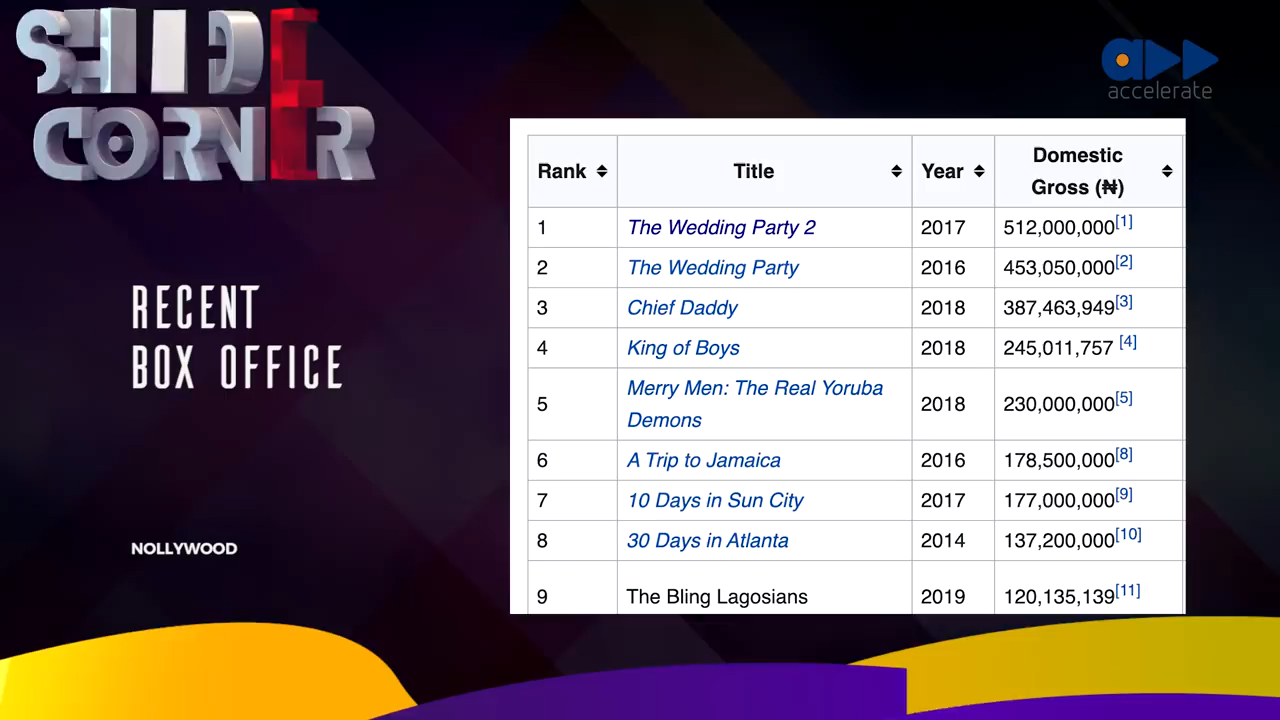 SHIDE
CORNER
accelerate
RECENT
BOX OFFICE
NOLLYWOOD
Rank Title Year Domestic
Gross (₦)
1 The Wedding Party 2 2017 512,000,000[1]
2 The Wedding Party 2016 453,050,000[2]
3 Chief Daddy 2018 387,463,949[3]
4 King of Boys 2018 245,011,757 [4]
5 Merry Men: The Real Yoruba
Demons 2018 230,000,000[5]
6 A Trip to Jamaica 2016 178,500,000[8]
7 10 Days in Sun City 2017 177,000,000[9]
8 30 Days in Atlanta 2014 137,200,000[10]
9 The Bling Lagosians 2019 120,135,139[11]